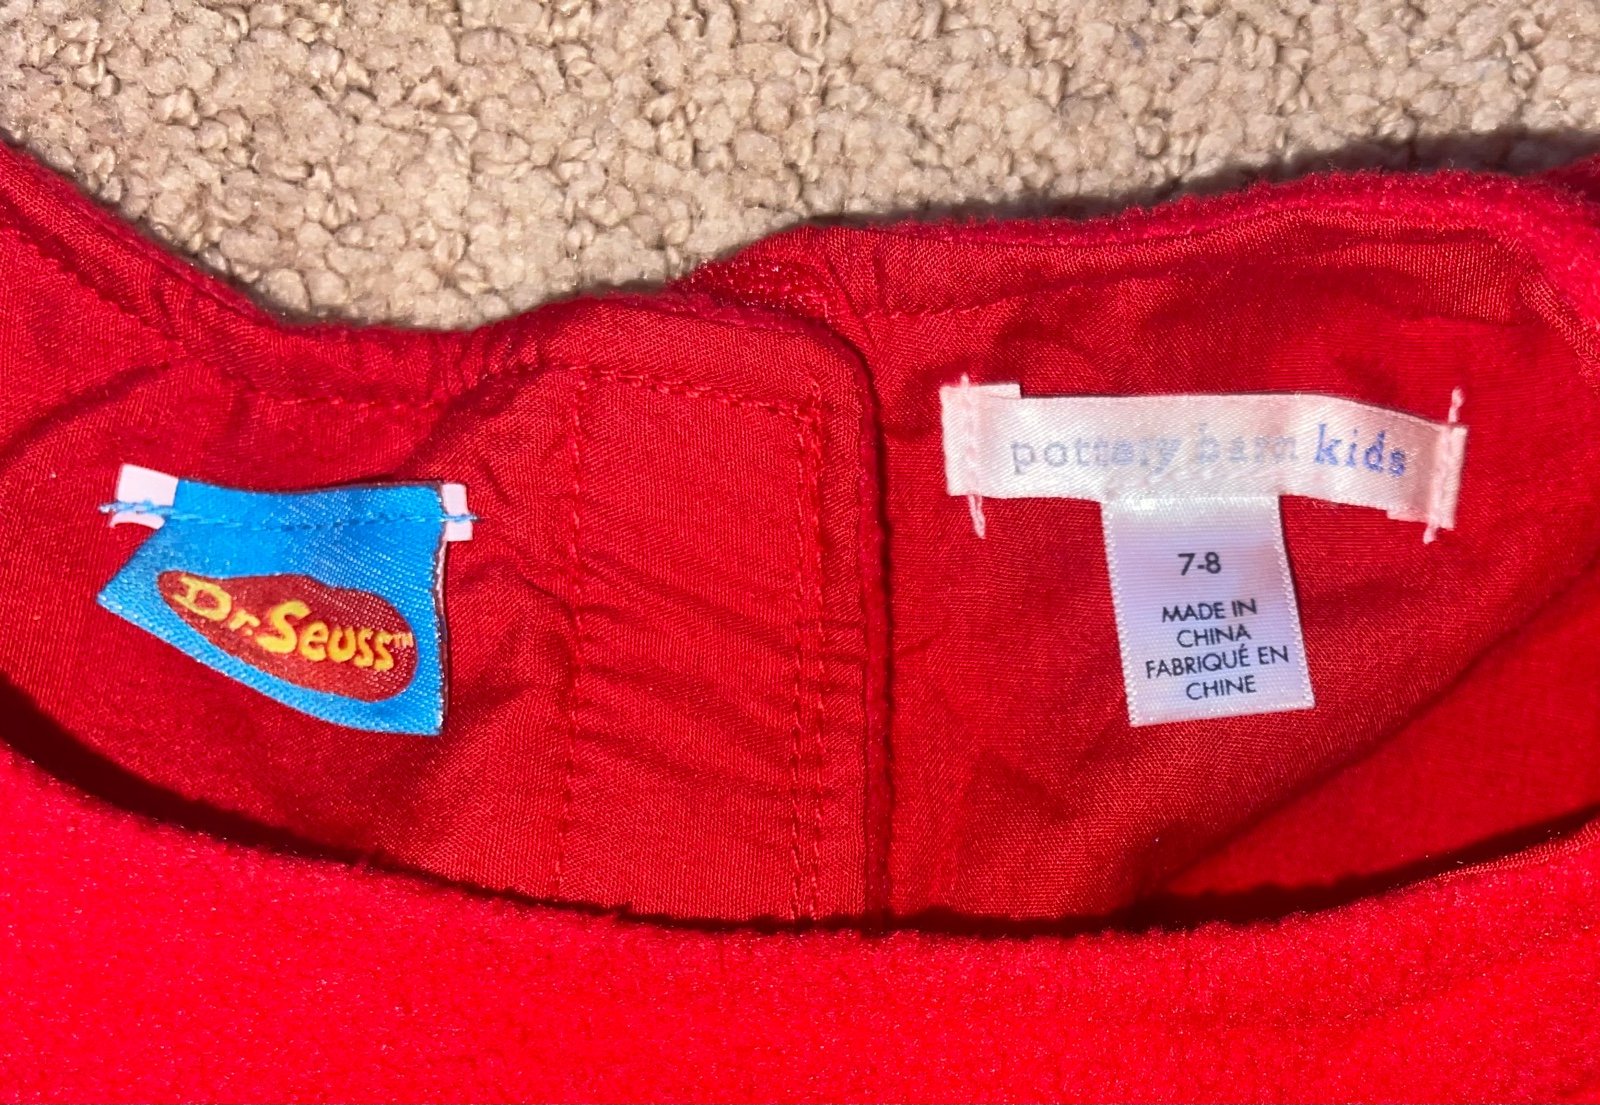 Dr. Seuss™
pottery barn kids
7-8
MADE IN
CHINA
FABRIQUÉ EN
CHINE